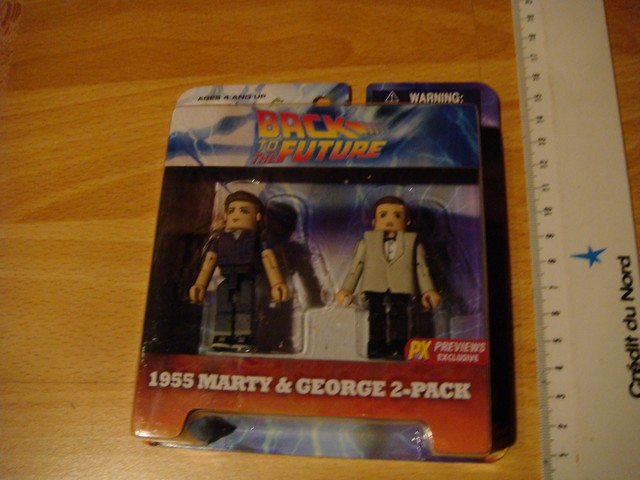 AGES 4 AND UP
WARNING:
BACK
TO THE FUTURE
PX PREVIEWS
EXCLUSIVE
1955 MARTY & GEORGE 2-PACK
Crédit du Nord